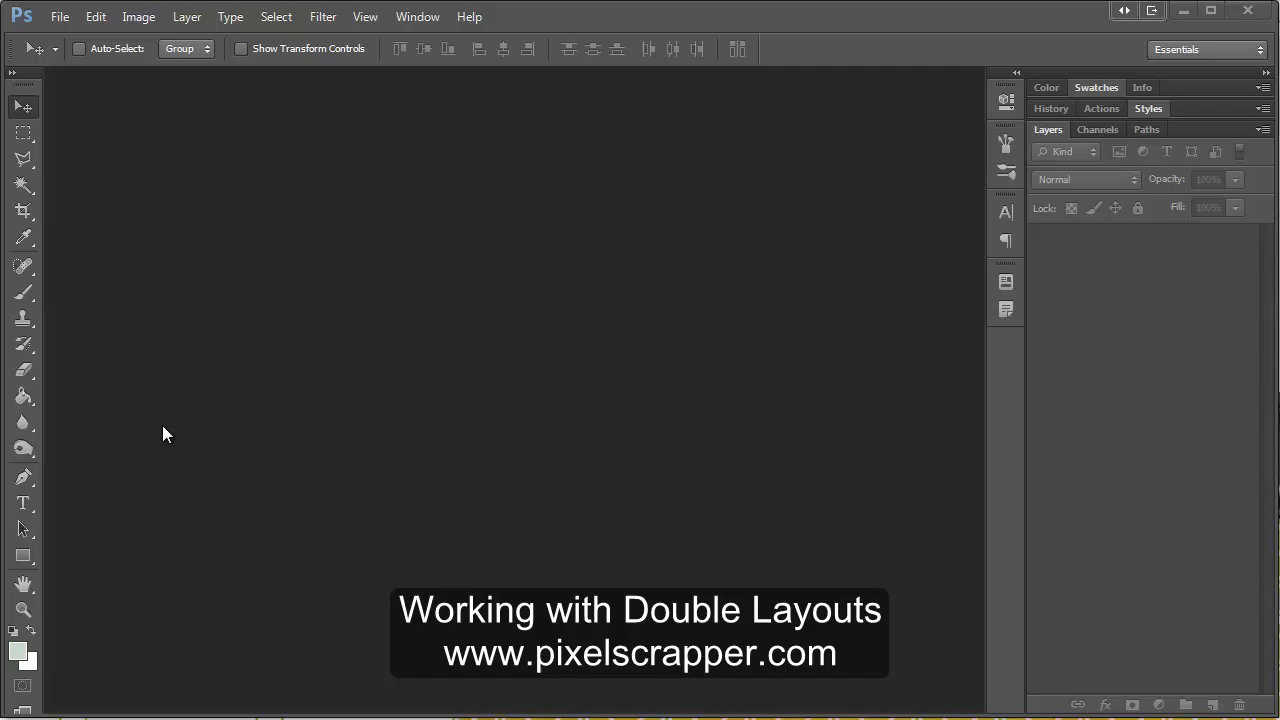 Ps File Edit Image Layer Type Select Filter View Window Help
Auto-Select: Group Show Transform Controls Essentials
Color Swatches Info
History Actions Styles
Layers Channels Paths
Kind
Normal Opacity: 100%
Lock: Fill: 100%
Working with Double Layouts
www.pixelscrapper.com